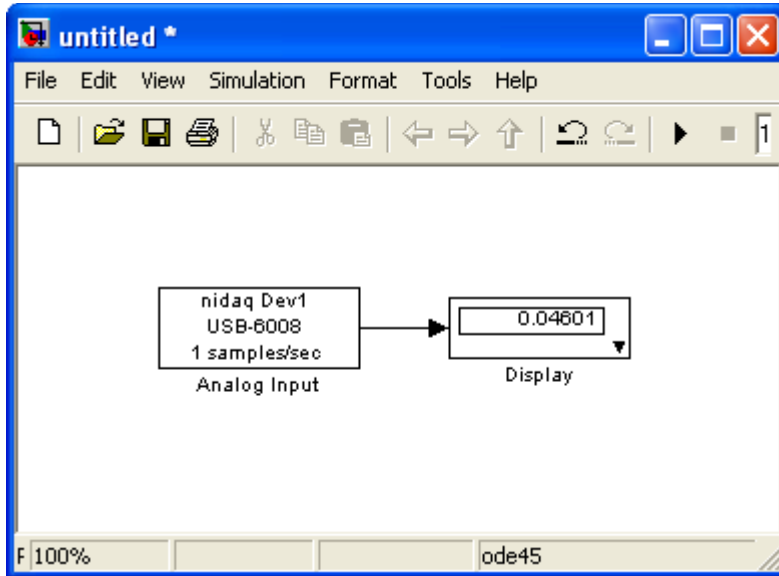 untitled *
File Edit View Simulation Format Tools Help
1
nidaq Dev1
USB-6008
1 samples/sec
Analog Input
0.04601
Display
F 100% ode45